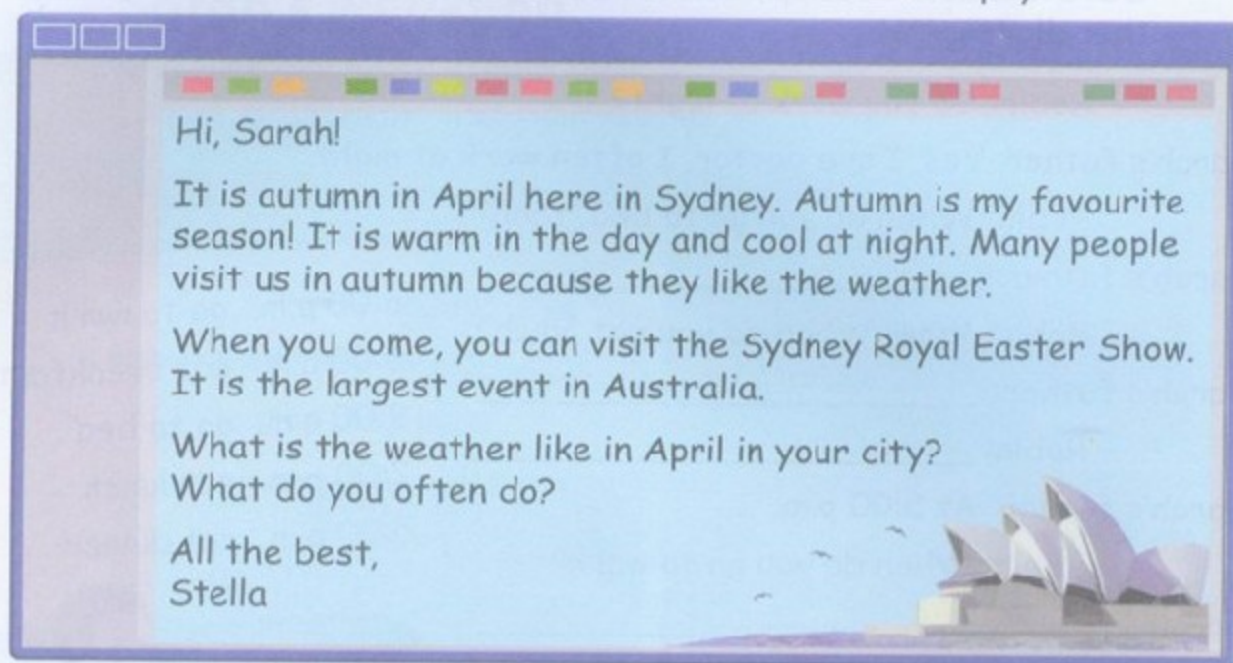 Hi, Sarah!
It is autumn in April here in Sydney. Autumn is my favourite
season! It is warm in the day and cool at night. Many people
visit us in autumn because they like the weather.
When you come, you can visit the Sydney Royal Easter Show.
It is the largest event in Australia.
What is the weather like in April in your city?
What do you often do?
All the best,
Stella